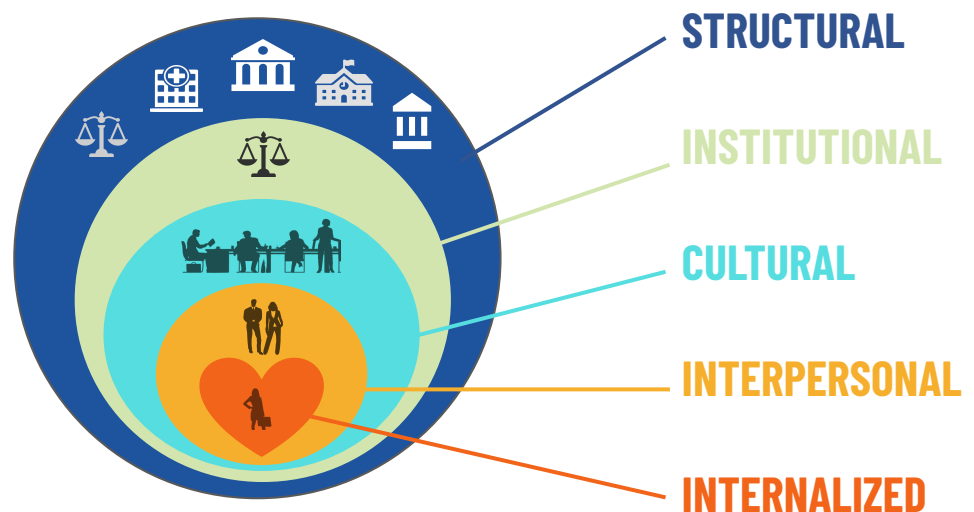 STRUCTURAL
INSTITUTIONAL
CULTURAL
INTERPERSONAL
INTERNALIZED